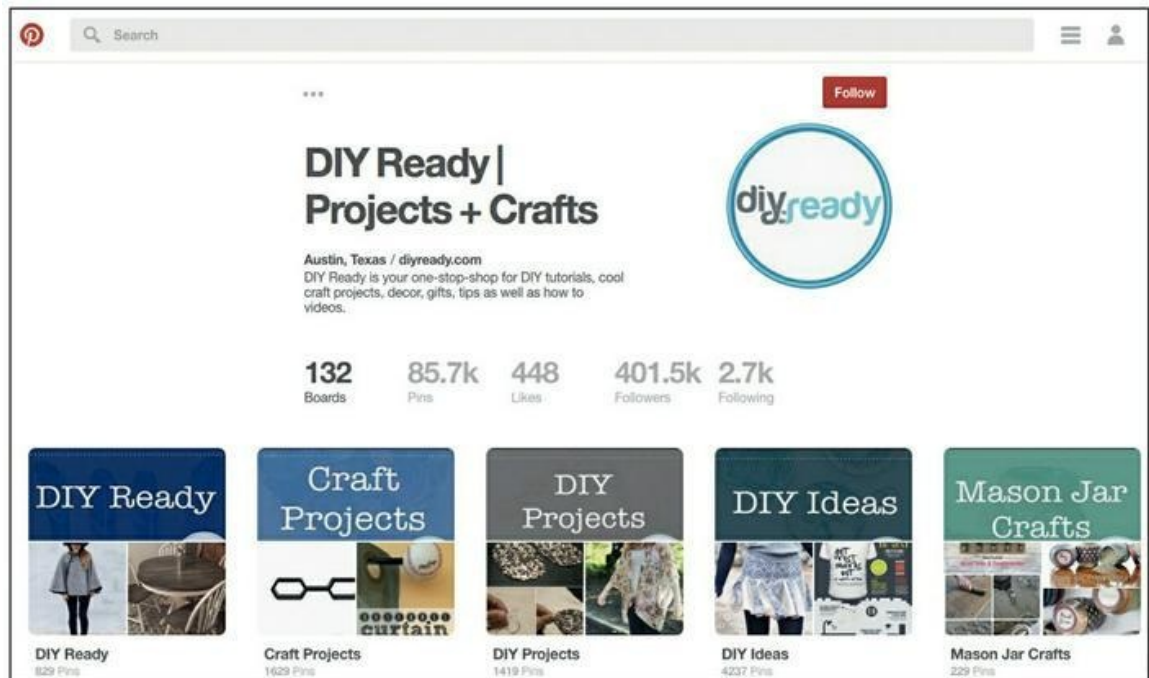 Search
Follow
DIY Ready |
Projects + Crafts
diy.ready
Austin, Texas / diyready.com
DIY Ready is your one-stop-shop for DIY tutorials, cool
craft projects, decor, gifts, tips as well as how to
videos.
132 85.7k 448 401.5k 2.7k
Boards Pins Likes Followers Following
DIY Ready
Craft
Projects
DIY
Projects
DIY Ideas
Mason Jar
Crafts
curtain
DIY Ready
829 Pins
Craft Projects
1629 Pins
DIY Projects
1419 Pins
DIY Ideas
4237 Pins
Mason Jar Crafts
229 Pins